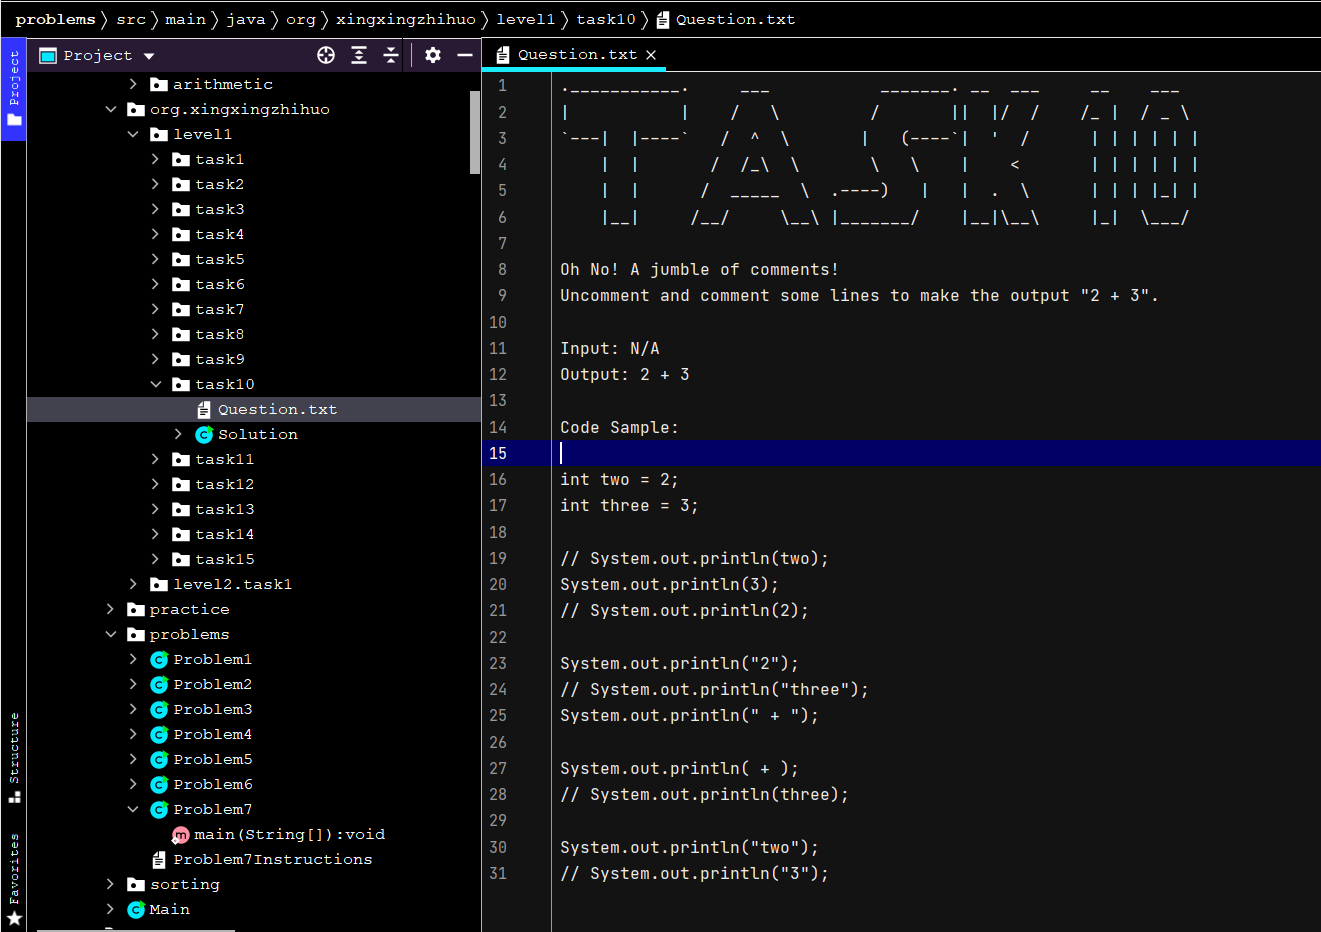 problems 〉 src 〉 main 〉 java 〉 org 〉 xingxingzhihuo 〉 level1 〉 task10 〉 Question.txt
Project
Structure
Favorites
Project
arithmetic
org.xingxingzhihuo
level1
task1
task2
task3
task4
task5
task6
task7
task8
task9
task10
Question.txt
Solution
task11
task12
task13
task14
task15
level2.task1
practice
problems
Problem1
Problem2
Problem3
Problem4
Problem5
Problem6
Problem7
main(String[]):void
Problem7Instructions
sorting
Main
Question.txt
1 .___________.     ___           _______. __  ___     __    ___
2 |           |    /   \         /       ||  |/  /    /_ |  / _ \
3 `---|  |----`   /  ^  \       |   (----`|  '  /      | | | | | |
4     |  |       /  /_\  \       \   \    |    <       | | | | | |
5     |  |      /  _____  \  .----)   |   |  .  \      | | | |_| |
6     |__|     /__/     \__\ |_______/    |__|\__\     |_|  \___/
7
8 Oh No! A jumble of comments!
9 Uncomment and comment some lines to make the output "2 + 3".
10
11 Input: N/A
12 Output: 2 + 3
13
14 Code Sample:
15
16 int two = 2;
17 int three = 3;
18
19 // System.out.println(two);
20 System.out.println(3);
21 // System.out.println(2);
22
23 System.out.println("2");
24 // System.out.println("three");
25 System.out.println(" + ");
26
27 System.out.println( + );
28 // System.out.println(three);
29
30 System.out.println("two");
31 // System.out.println("3");